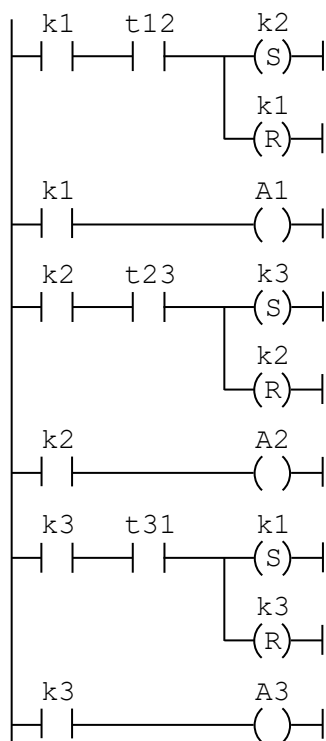 k1 t12 k2
S
k1
R
k1 A1
k2 t23 k3
S
k2
R
k2 A2
k3 t31 k1
S
k3
R
k3 A3